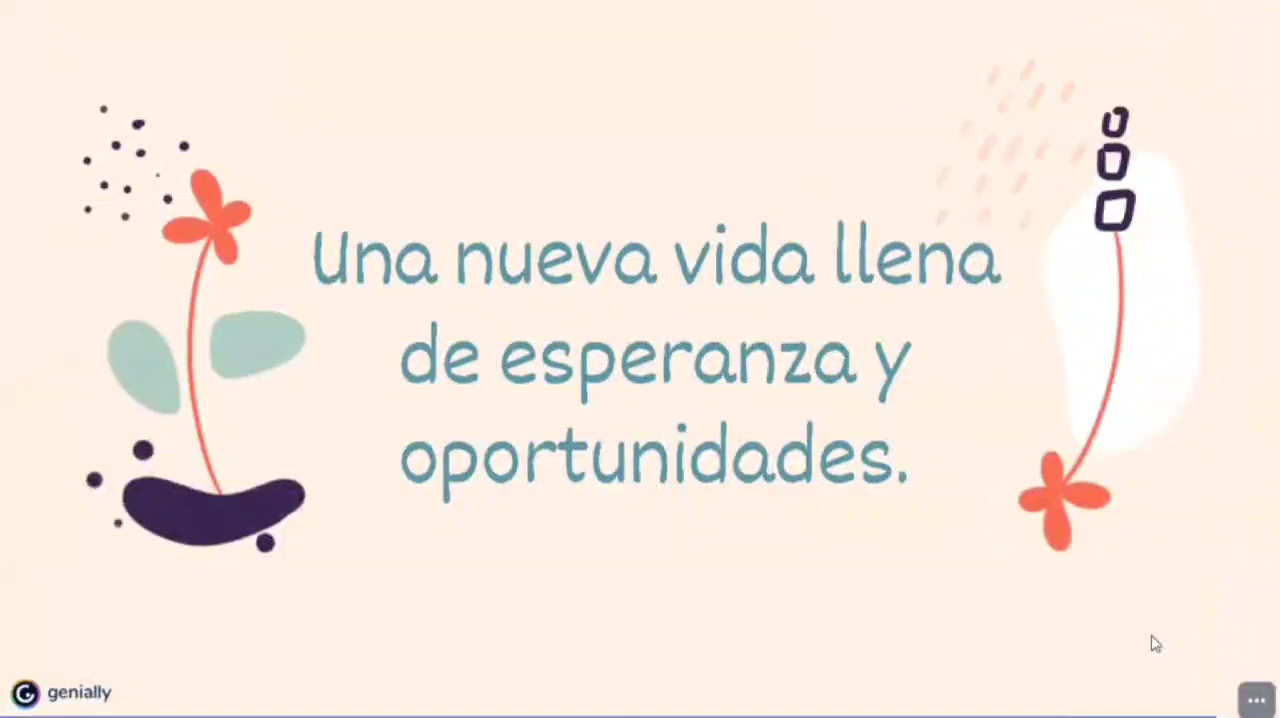 Una nueva vida llena
de esperanza y
oportunidades.
genially